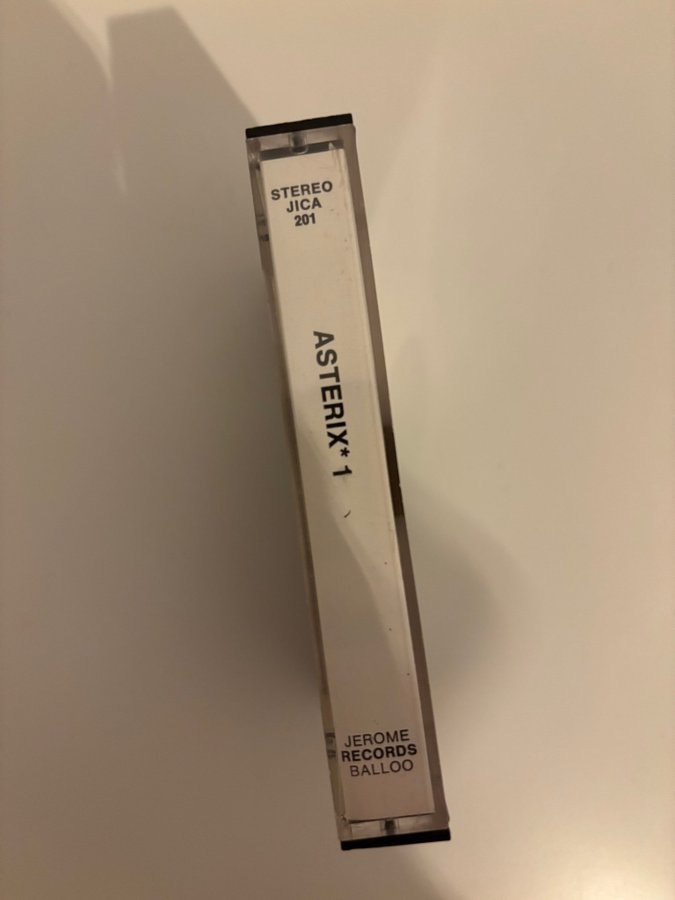 STEREO
JICA
201
ASTERIX* 1
JEROME
RECORDS
BALLOO